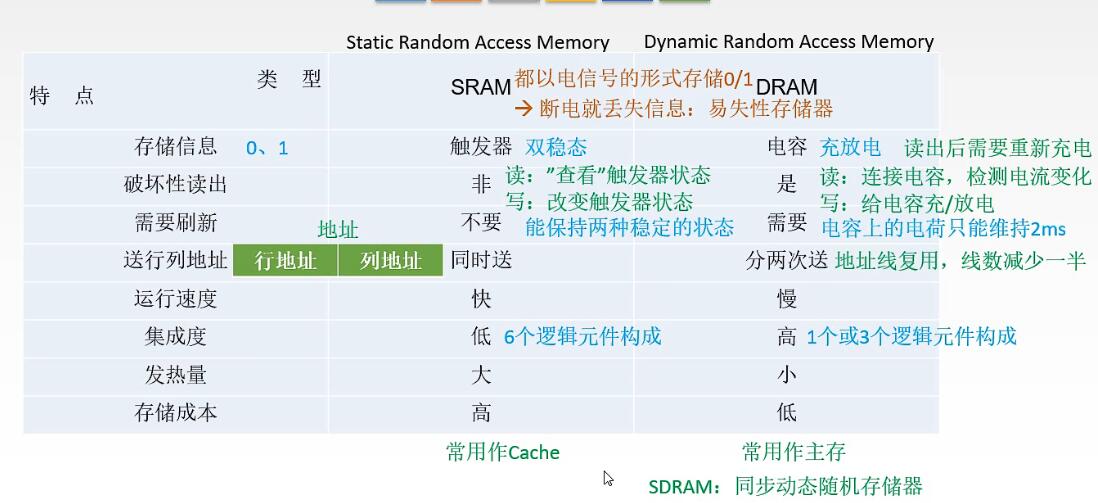 Static Random Access Memory Dynamic Random Access Memory
特 点 类 型 SRAM 都以电信号的形式存储0/1 DRAM
→ 断电就丢失信息：易失性存储器
存储信息 0、1 触发器 双稳态 电容 充放电 读出后需要重新充电
破坏性读出 非 读："查看"触发器状态 是 读：连接电容，检测电流变化
写：改变触发器状态 写：给电容充/放电
需要刷新 不要 能保持两种稳定的状态 需要 电容上的电荷只能维持2ms
地址
送行列地址 行地址 列地址 同时送 分两次送 地址线复用，线数减少一半
运行速度 快 慢
集成度 低 6个逻辑元件构成 高 1个或3个逻辑元件构成
发热量 大 小
存储成本 高 低
常用作Cache 常用作主存
SDRAM：同步动态随机存储器